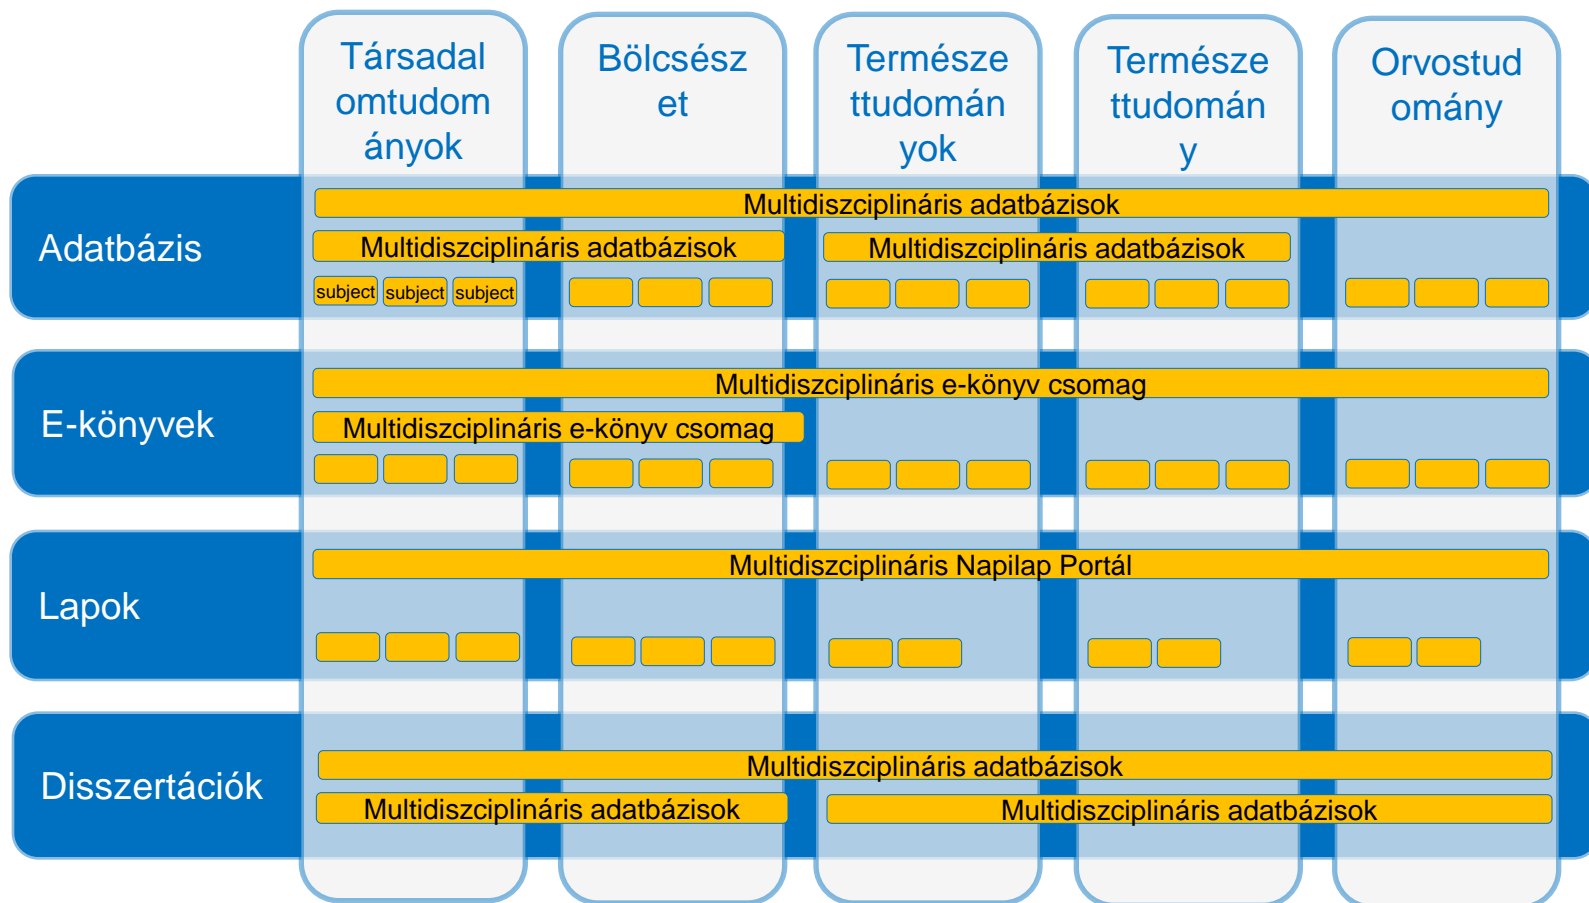 Társadal
omtudom
ányok
Bölcsész
et
Természe
ttudomán
yok
Természe
ttudomán
y
Orvostud
omány
Adatbázis
Multidiszciplináris adatbázisok
Multidiszciplináris adatbázisok
Multidiszciplináris adatbázisok
subject
subject
subject
E-könyvek
Multidiszciplináris e-könyv csomag
Multidiszciplináris e-könyv csomag
Lapok
Multidiszciplináris Napilap Portál
Disszertációk
Multidiszciplináris adatbázisok
Multidiszciplináris adatbázisok
Multidiszciplináris adatbázisok